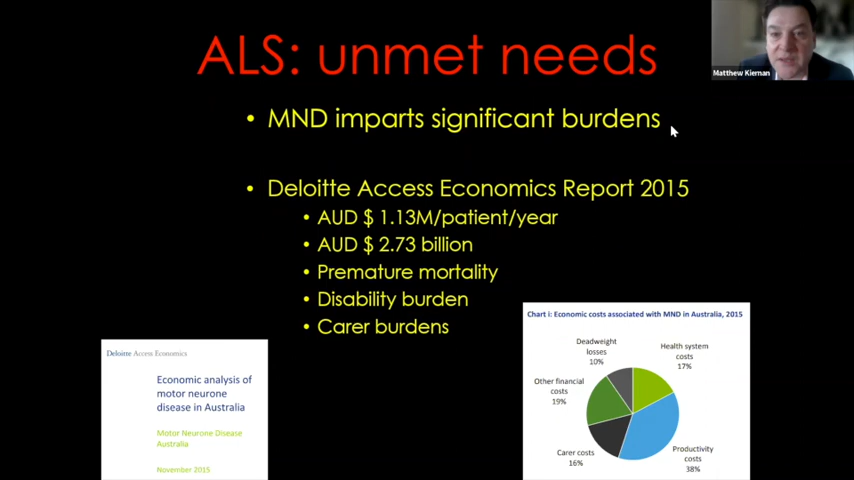 ALS: unmet needs
Matthew Kiernan
• MND imparts significant burdens
• Deloitte Access Economics Report 2015
• AUD $ 1.13M/patient/year
• AUD $ 2.73 billion
• Premature mortality
• Disability burden
• Carer burdens
Deloitte Access Economics
Economic analysis of
motor neurone
disease in Australia
Motor Neurone Disease
Australia
November 2015
Chart i: Economic costs associated with MND in Australia, 2015
Deadweight
losses
10%
Health system
costs
17%
Other financial
costs
19%
Carer costs
16%
Productivity
costs
38%